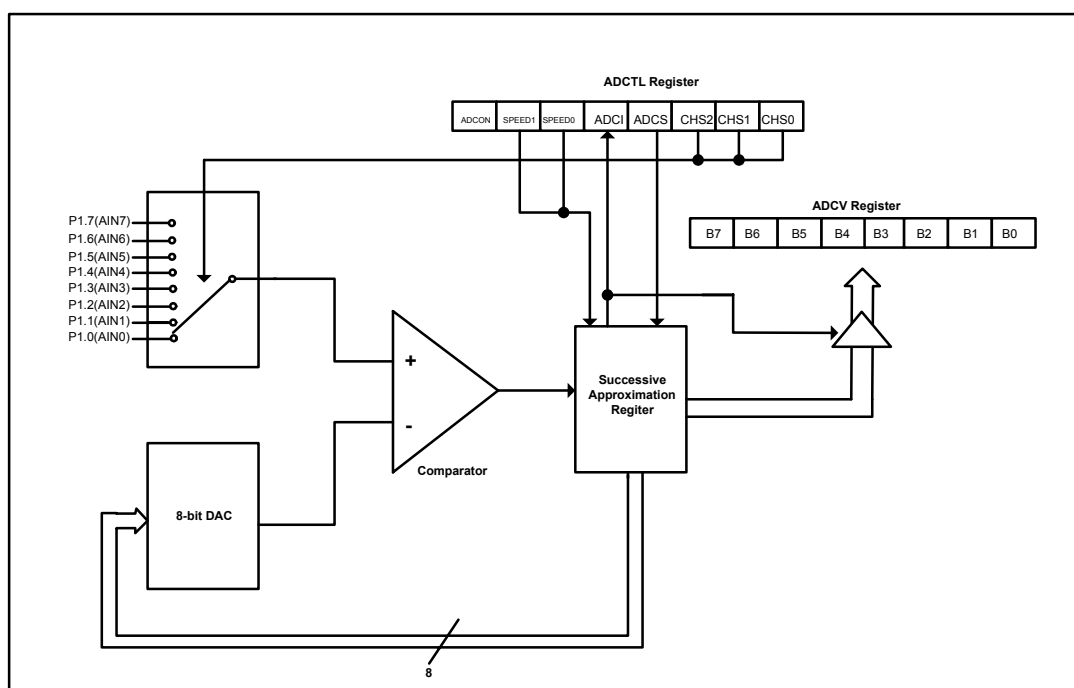 ADCTL Register
ADCON SPEED1 SPEED0 ADCI ADCS CHS2 CHS1 CHS0
ADCV Register
B7 B6 B5 B4 B3 B2 B1 B0
P1.7(AIN7)
P1.6(AIN6)
P1.5(AIN5)
P1.4(AIN4)
P1.3(AIN3)
P1.2(AIN2)
P1.1(AIN1)
P1.0(AIN0)
+
-
Comparator
Successive
Approximation
Regiter
8-bit DAC
8